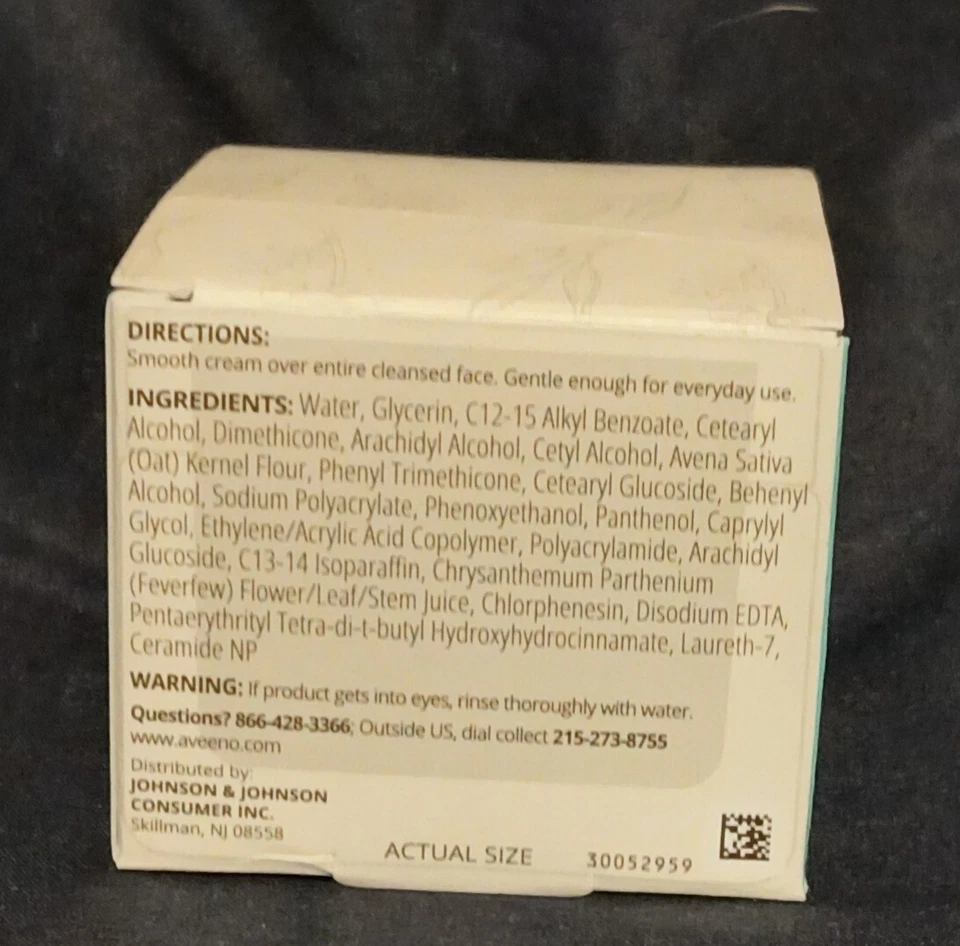 DIRECTIONS:
Smooth cream over entire cleansed face. Gentle enough for everyday use.
INGREDIENTS: Water, Glycerin, C12-15 Alkyl Benzoate, Cetearyl
Alcohol, Dimethicone, Arachidyl Alcohol, Cetyl Alcohol, Avena Sativa
(Oat) Kernel Flour, Phenyl Trimethicone, Cetearyl Glucoside, Behenyl
Alcohol, Sodium Polyacrylate, Phenoxyethanol, Panthenol, Caprylyl
Glycol, Ethylene/Acrylic Acid Copolymer, Polyacrylamide, Arachidyl
Glucoside, C13-14 Isoparaffin, Chrysanthemum Parthenium
(Feverfew) Flower/Leaf/Stem Juice, Chlorphenesin, Disodium EDTA,
Pentaerythrityl Tetra-di-t-butyl Hydroxyhydrocinnamate, Laureth-7,
Ceramide NP
WARNING: If product gets into eyes, rinse thoroughly with water.
Questions? 866-428-3366; Outside US, dial collect 215-273-8755
www.aveeno.com
Distributed by:
JOHNSON & JOHNSON
CONSUMER INC.
Skillman, NJ 08558
ACTUAL SIZE 30052959